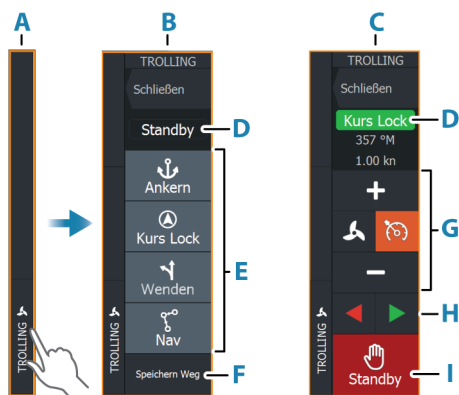 A
TROLLING
B
TROLLING
Schließen
Standby
D
Ankern
Kurs Lock
Wenden
Nav
E
TROLLING
Speichern Weg
F
C
TROLLING
Schließen
Kurs Lock
D
357 °M
1.00 kn
+
−
G
H
TROLLING
Standby
I